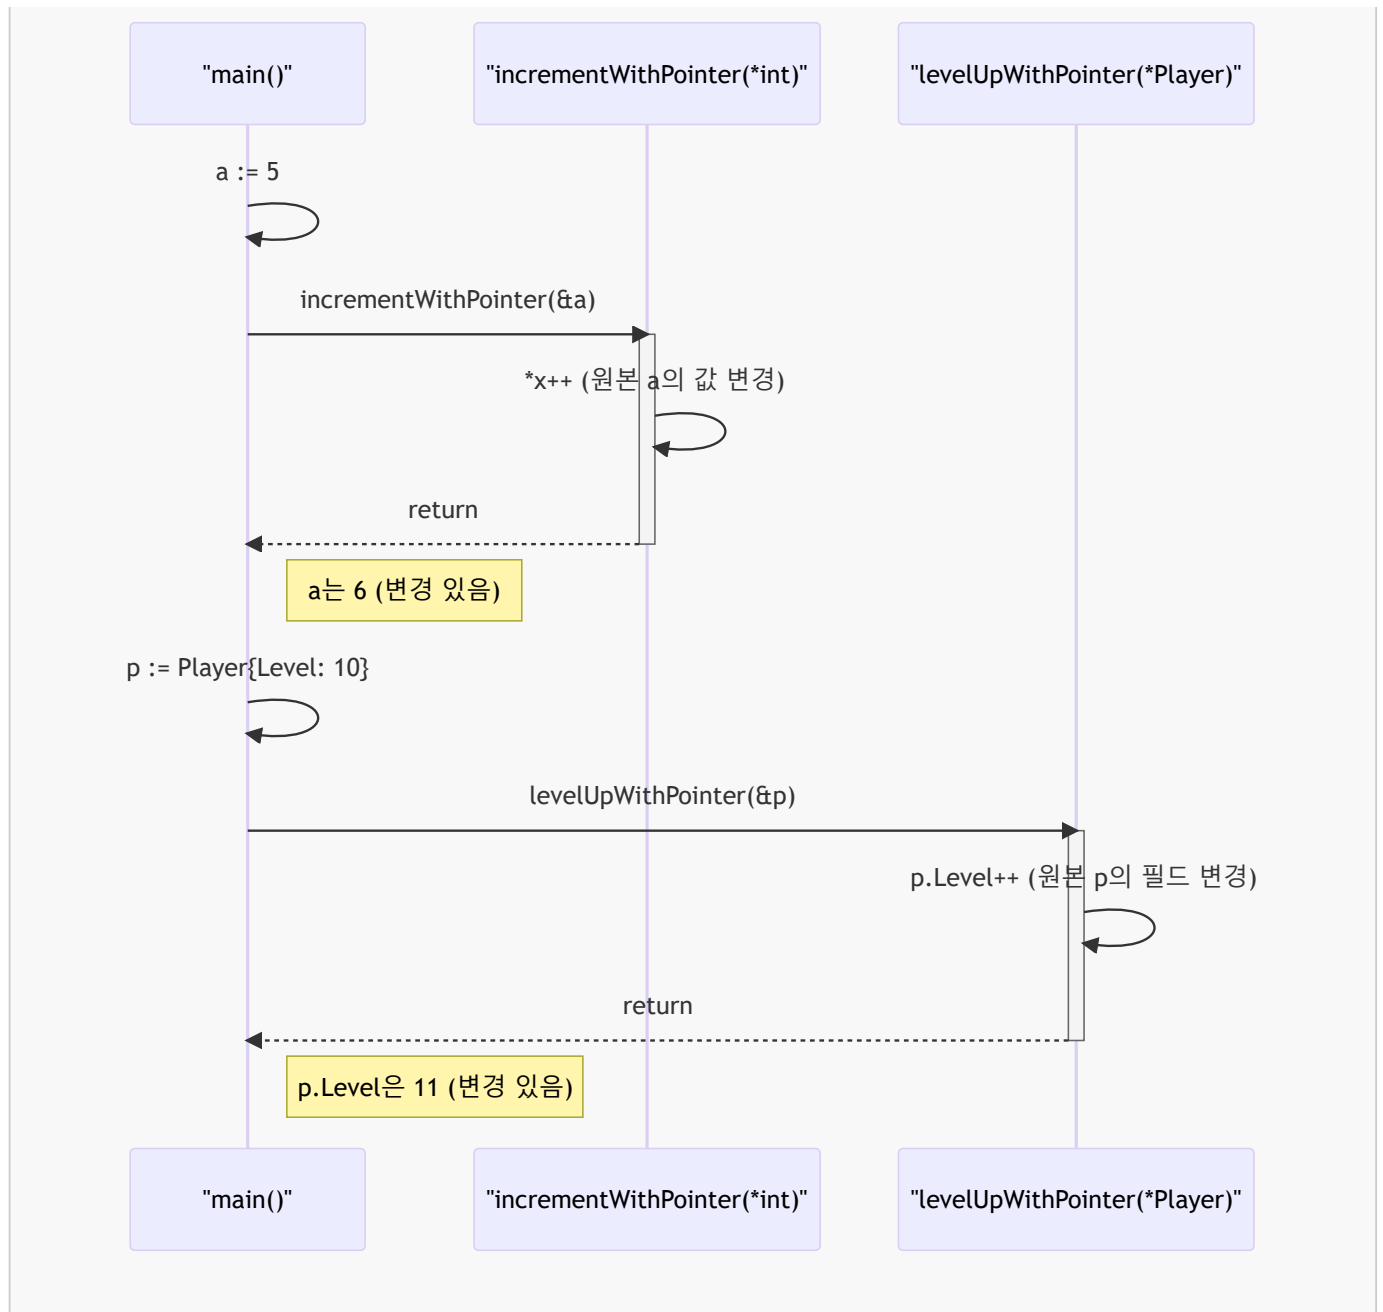 "main()"
"incrementWithPointer(*int)"
"levelUpWithPointer(*Player)"
a := 5
incrementWithPointer(&a)
*x++ (원본 a의 값 변경)
return
a는 6 (변경 있음)
p := Player{Level: 10}
levelUpWithPointer(&p)
p.Level++ (원본 p의 필드 변경)
return
p.Level은 11 (변경 있음)
"main()"
"incrementWithPointer(*int)"
"levelUpWithPointer(*Player)"